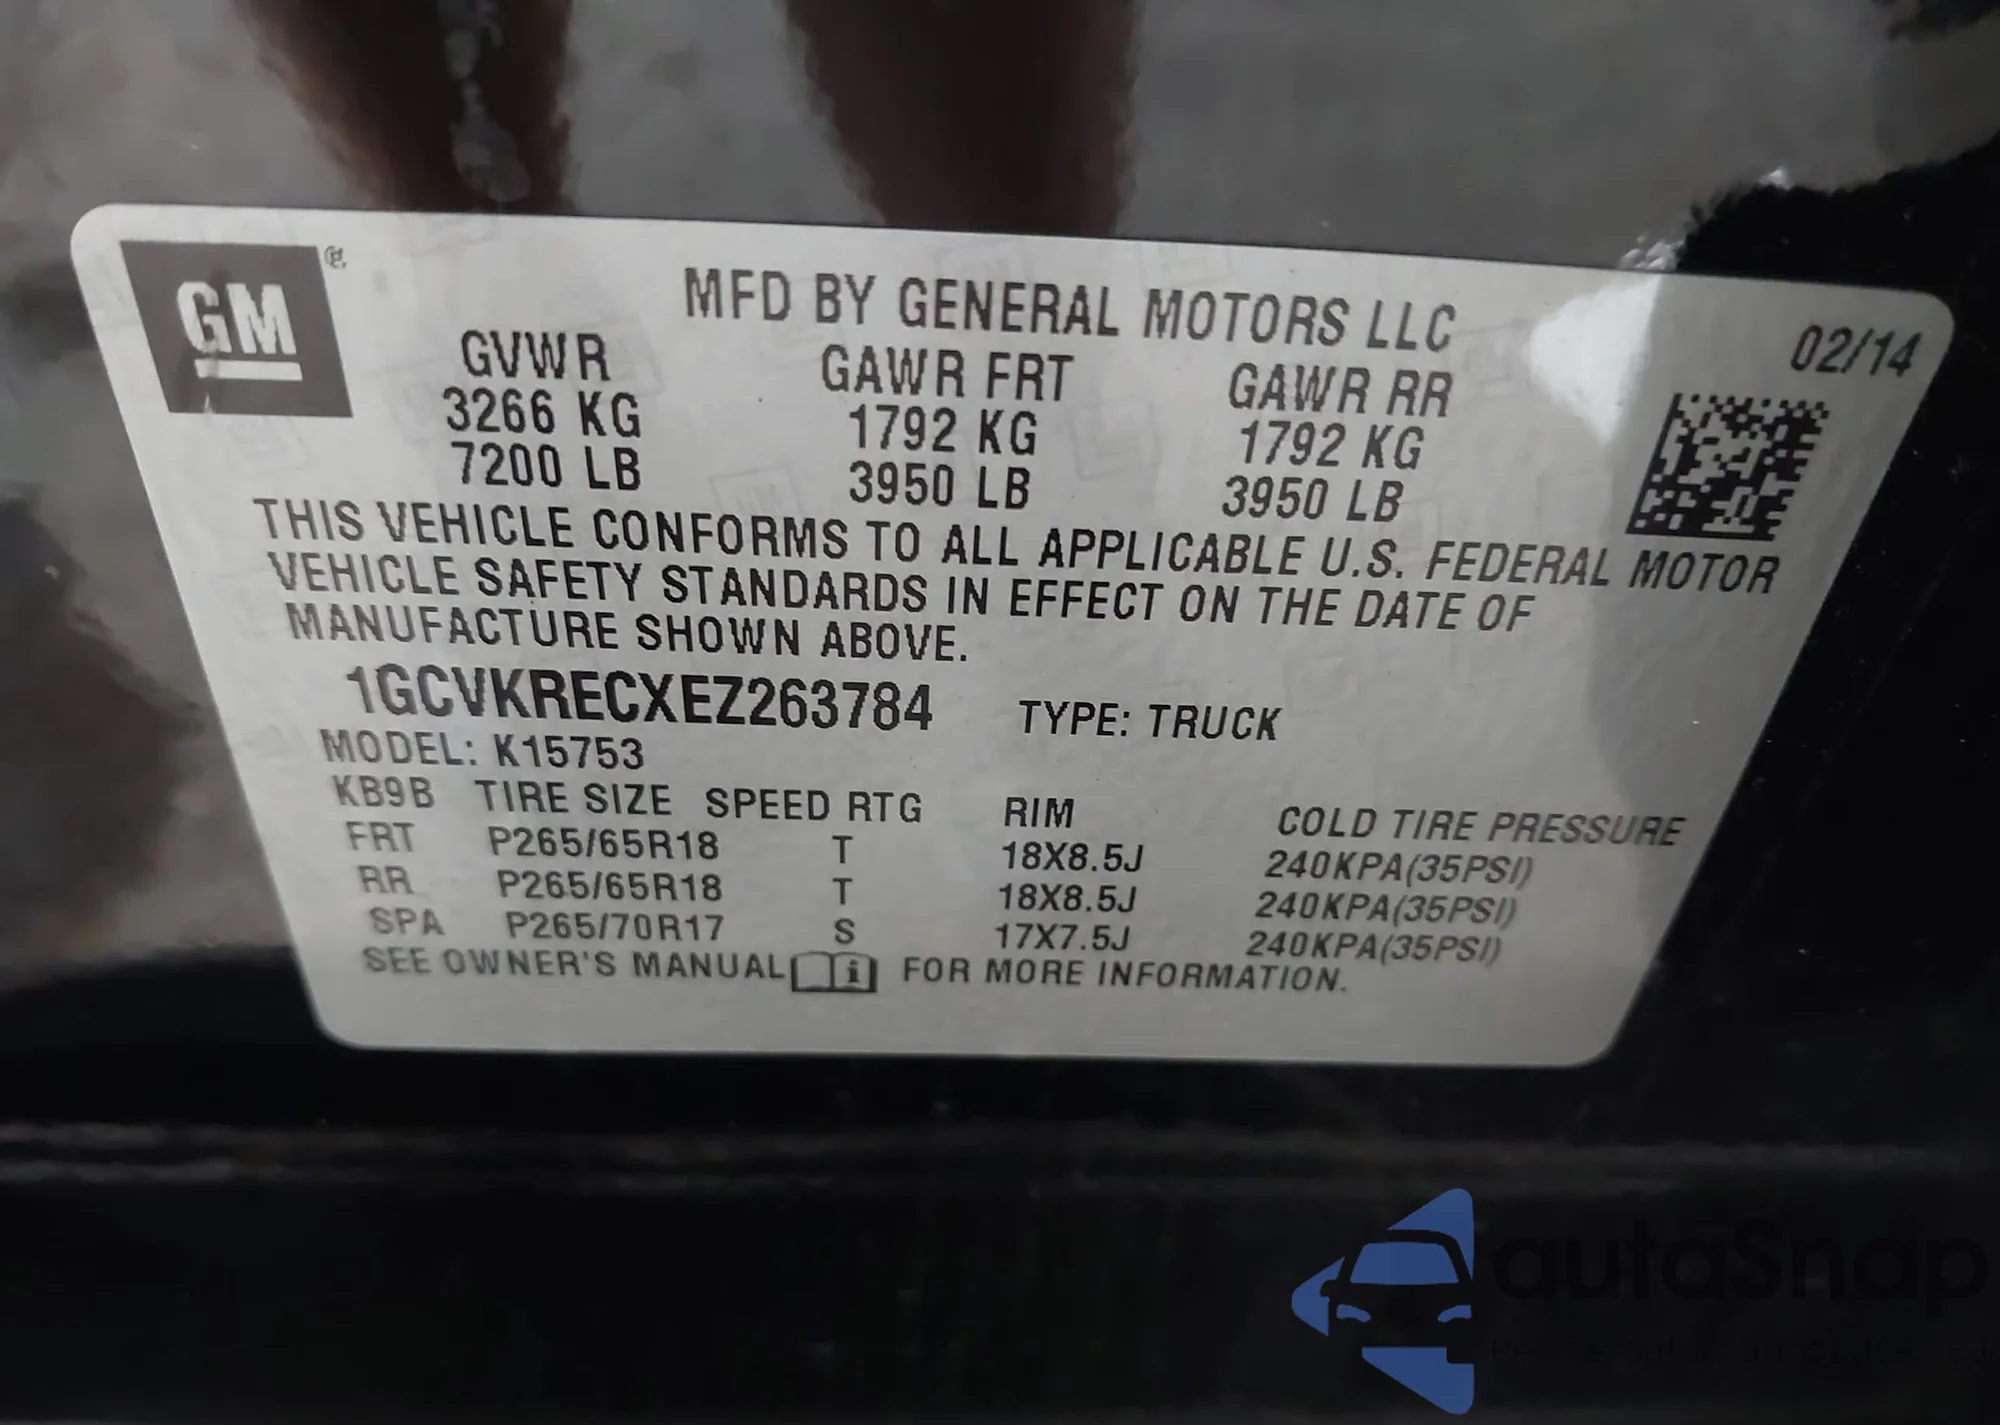 GM
MFD BY GENERAL MOTORS LLC
02/14
GVWR GAWR FRT GAWR RR
3266 KG 1792 KG 1792 KG
7200 LB 3950 LB 3950 LB
THIS VEHICLE CONFORMS TO ALL APPLICABLE U.S. FEDERAL MOTOR
VEHICLE SAFETY STANDARDS IN EFFECT ON THE DATE OF
MANUFACTURE SHOWN ABOVE.
1GCVKRECXEZ263784 TYPE: TRUCK
MODEL: K15753
KB9B TIRE SIZE SPEED RTG RIM COLD TIRE PRESSURE
FRT P265/65R18 T 18X8.5J 240KPA(35PSI)
RR P265/65R18 T 18X8.5J 240KPA(35PSI)
SPA P265/70R17 S 17X7.5J 240KPA(35PSI)
SEE OWNER'S MANUAL i FOR MORE INFORMATION.
autoSnap